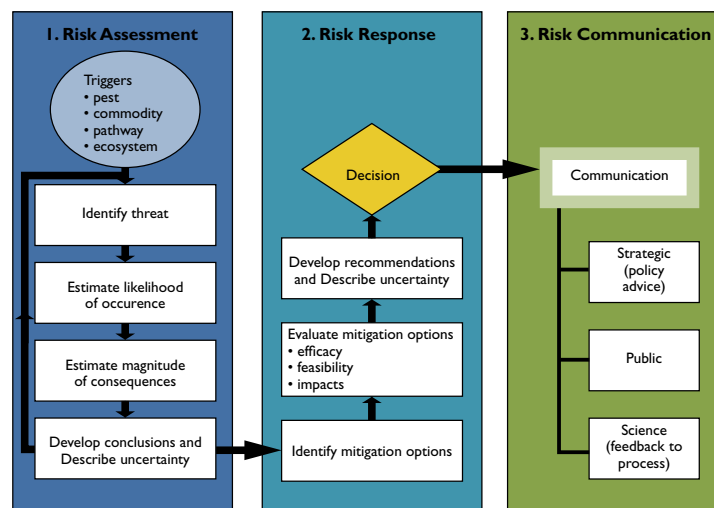 1. Risk Assessment
Triggers
• pest
• commodity
• pathway
• ecosystem
Identify threat
Estimate likelihood
of occurence
Estimate magnitude
of consequences
Develop conclusions and
Describe uncertainty
2. Risk Response
Decision
Develop recommendations
and Describe uncertainty
Evaluate mitigation options
• efficacy
• feasibility
• impacts
Identify mitigation options
3. Risk Communication
Communication
Strategic
(policy
advice)
Public
Science
(feedback to
process)